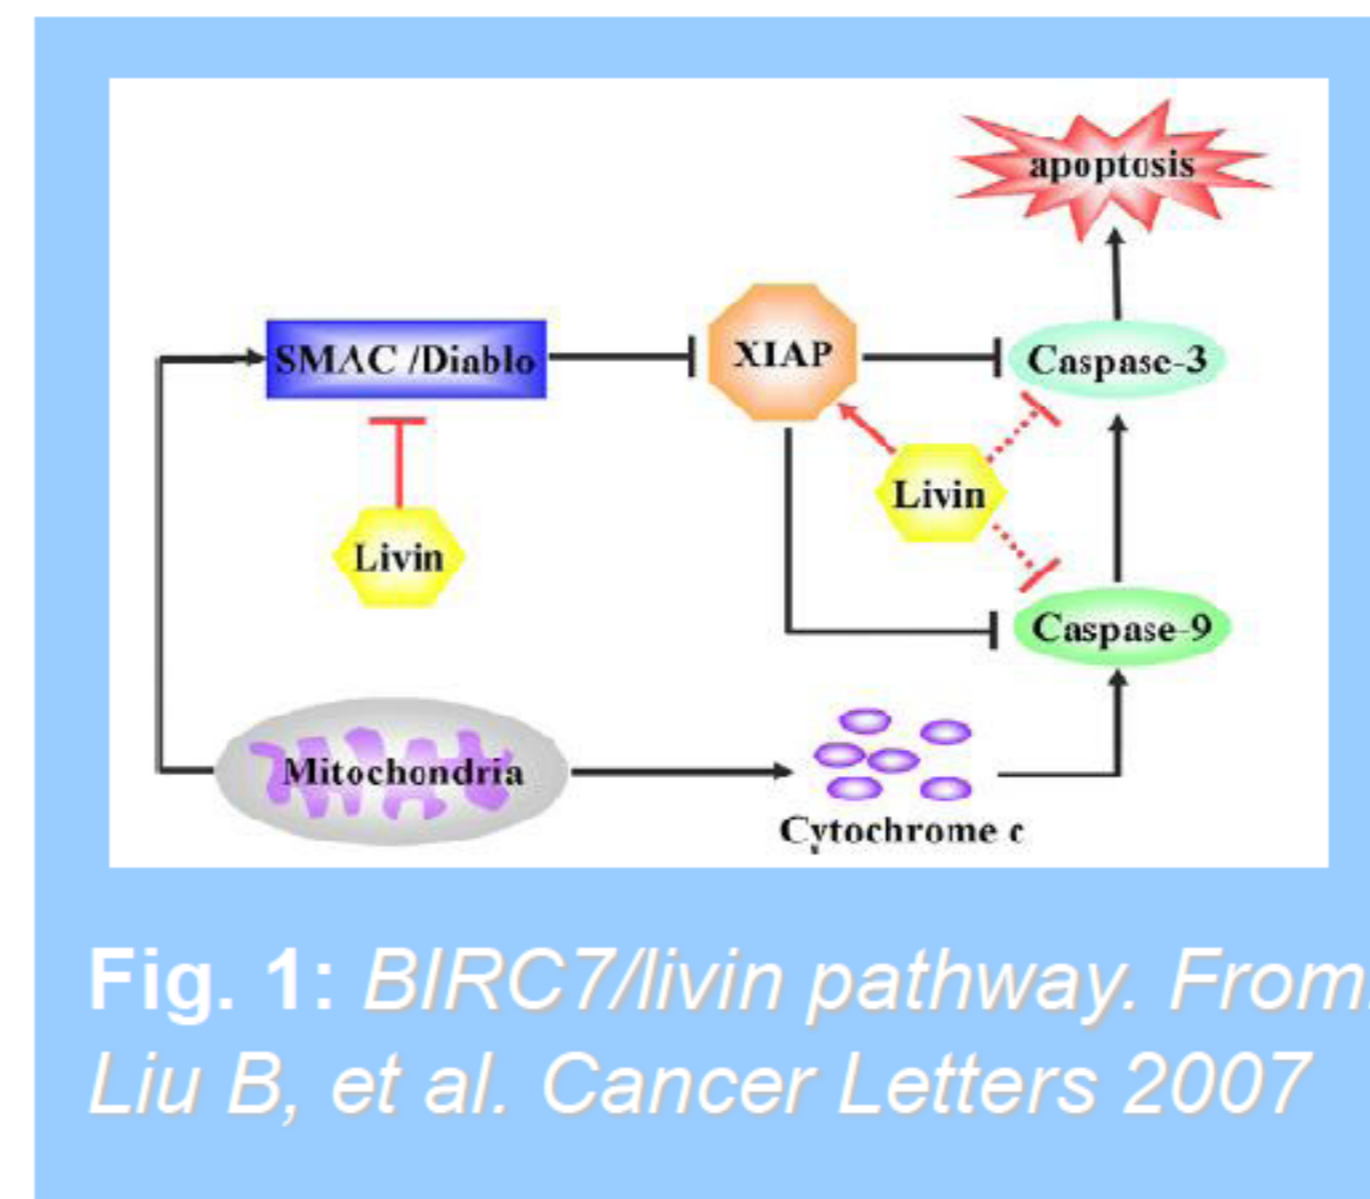 apoptosis
SMAC /Diablo
XIAP
Caspase-3
Livin
Livin
Caspase-9
Mitochondria
Cytochrome c
Fig. 1: BIRC7/livin pathway. From
Liu B, et al. Cancer Letters 2007